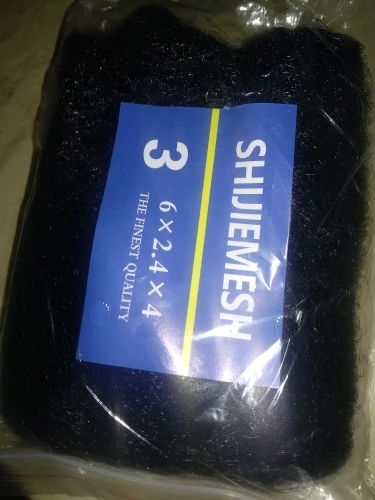 SHIJIEMESH
3
6×2.4×4
THE FINEST QUALITY